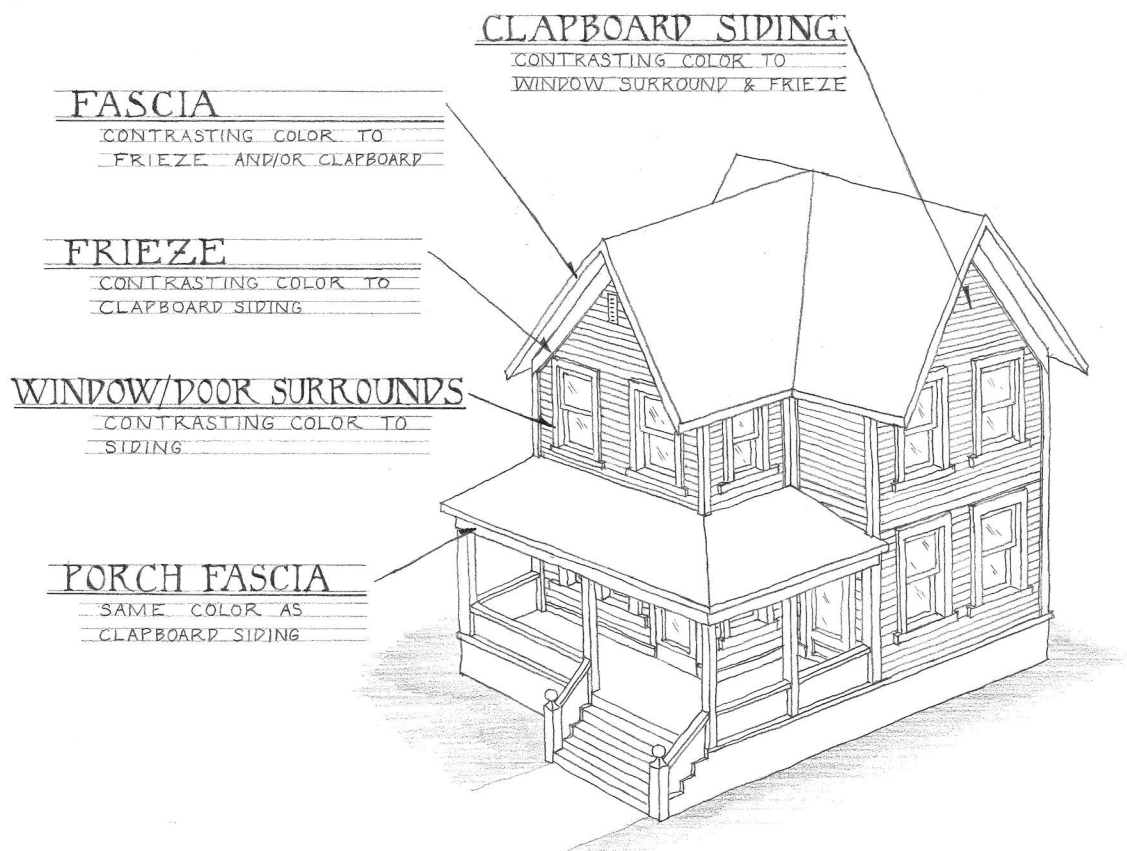 CLAPBOARD SIDING
CONTRASTING COLOR TO
WINDOW SURROUND & FRIEZE
FASCIA
CONTRASTING COLOR TO
FRIEZE AND/OR CLAPBOARD
FRIEZE
CONTRASTING COLOR TO
CLAPBOARD SIDING
WINDOW/DOOR SURROUNDS
CONTRASTING COLOR TO
SIDING
PORCH FASCIA
SAME COLOR AS
CLAPBOARD SIDING